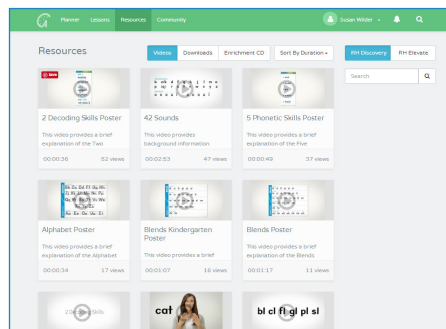 Planner Lessons Resources Community Susan Wilder
Resources
Videos Downloads Enrichment CD Sort By Duration RH Discovery RH Elevate
Search
Save
2 Decoding Skills Poster
This video provides a brief
explanation of the Two
00:00:36 52 views
42 Sounds
This video provides
background information
00:02:53 47 views
5 Phonetic Skills Poster
This video provides a brief
explanation of the Five
00:00:49 37 views
Alphabet Poster
This video provides a brief
explanation of the Alphabet
00:00:34 17 views
Blends Kindergarten
Poster
This video provides a brief
00:01:07 16 views
Blends Poster
This video provides a brief
explanation of the Blends
00:01:17 11 views
2 Decoding Skills
cat
bl cl fl gl pl sl